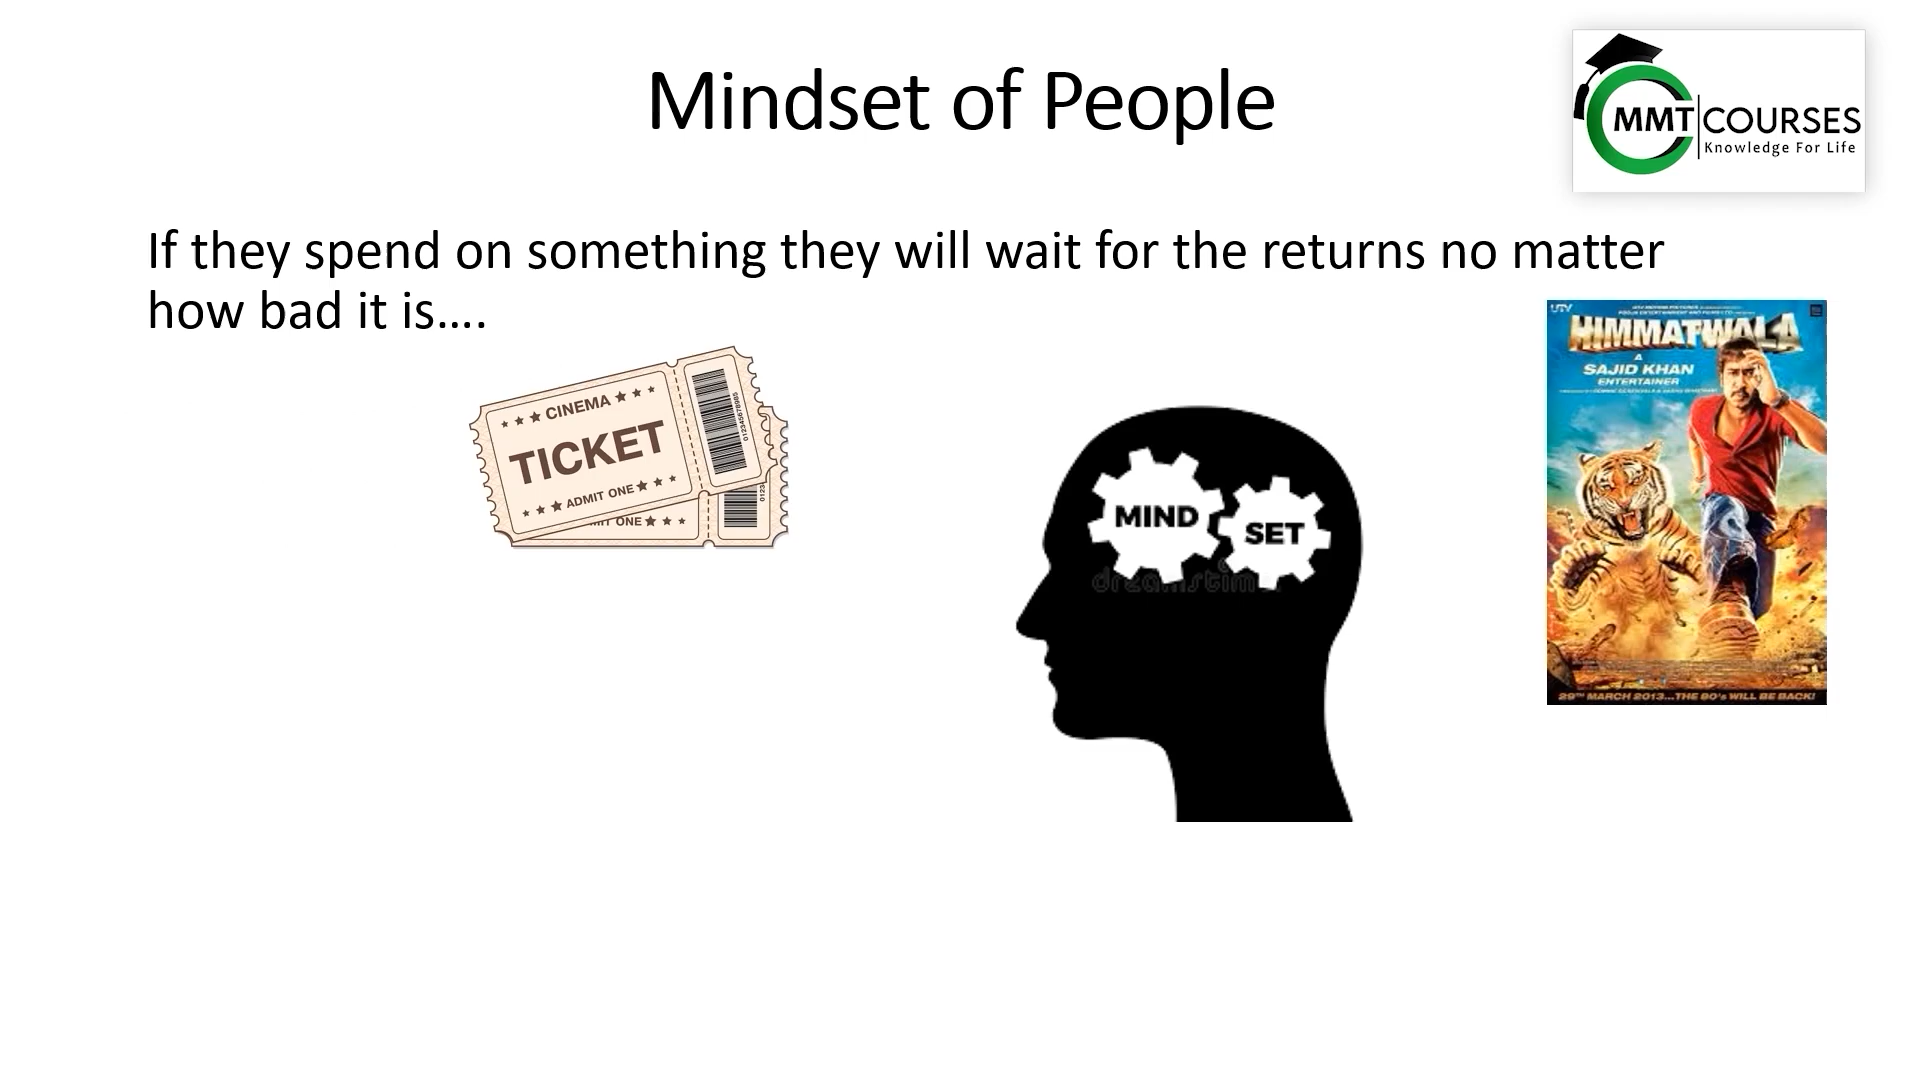 Mindset of People
MMT COURSES
Knowledge For Life
If they spend on something they will wait for the returns no matter
how bad it is....
CINEMA
TICKET
ADMIT ONE
ONE
MIND
SET
dreamstim
UTV
HIMMATWALA
A
SAJID KHAN
ENTERTAINER
29TH MARCH 2013...THE 80's WILL BE BACK!